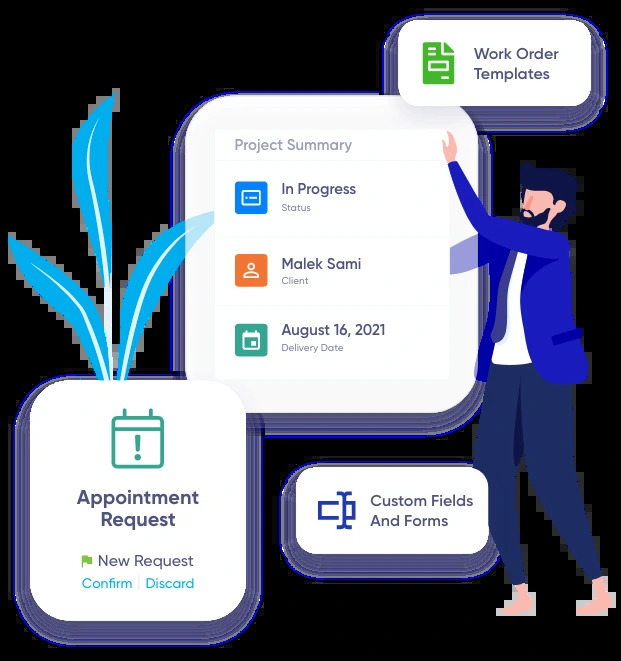 Work Order
Templates
Project Summary
In Progress
Status
Malek Sami
Client
August 16, 2021
Delivery Date
Appointment
Request
New Request
Confirm Discard
Custom Fields
And Forms